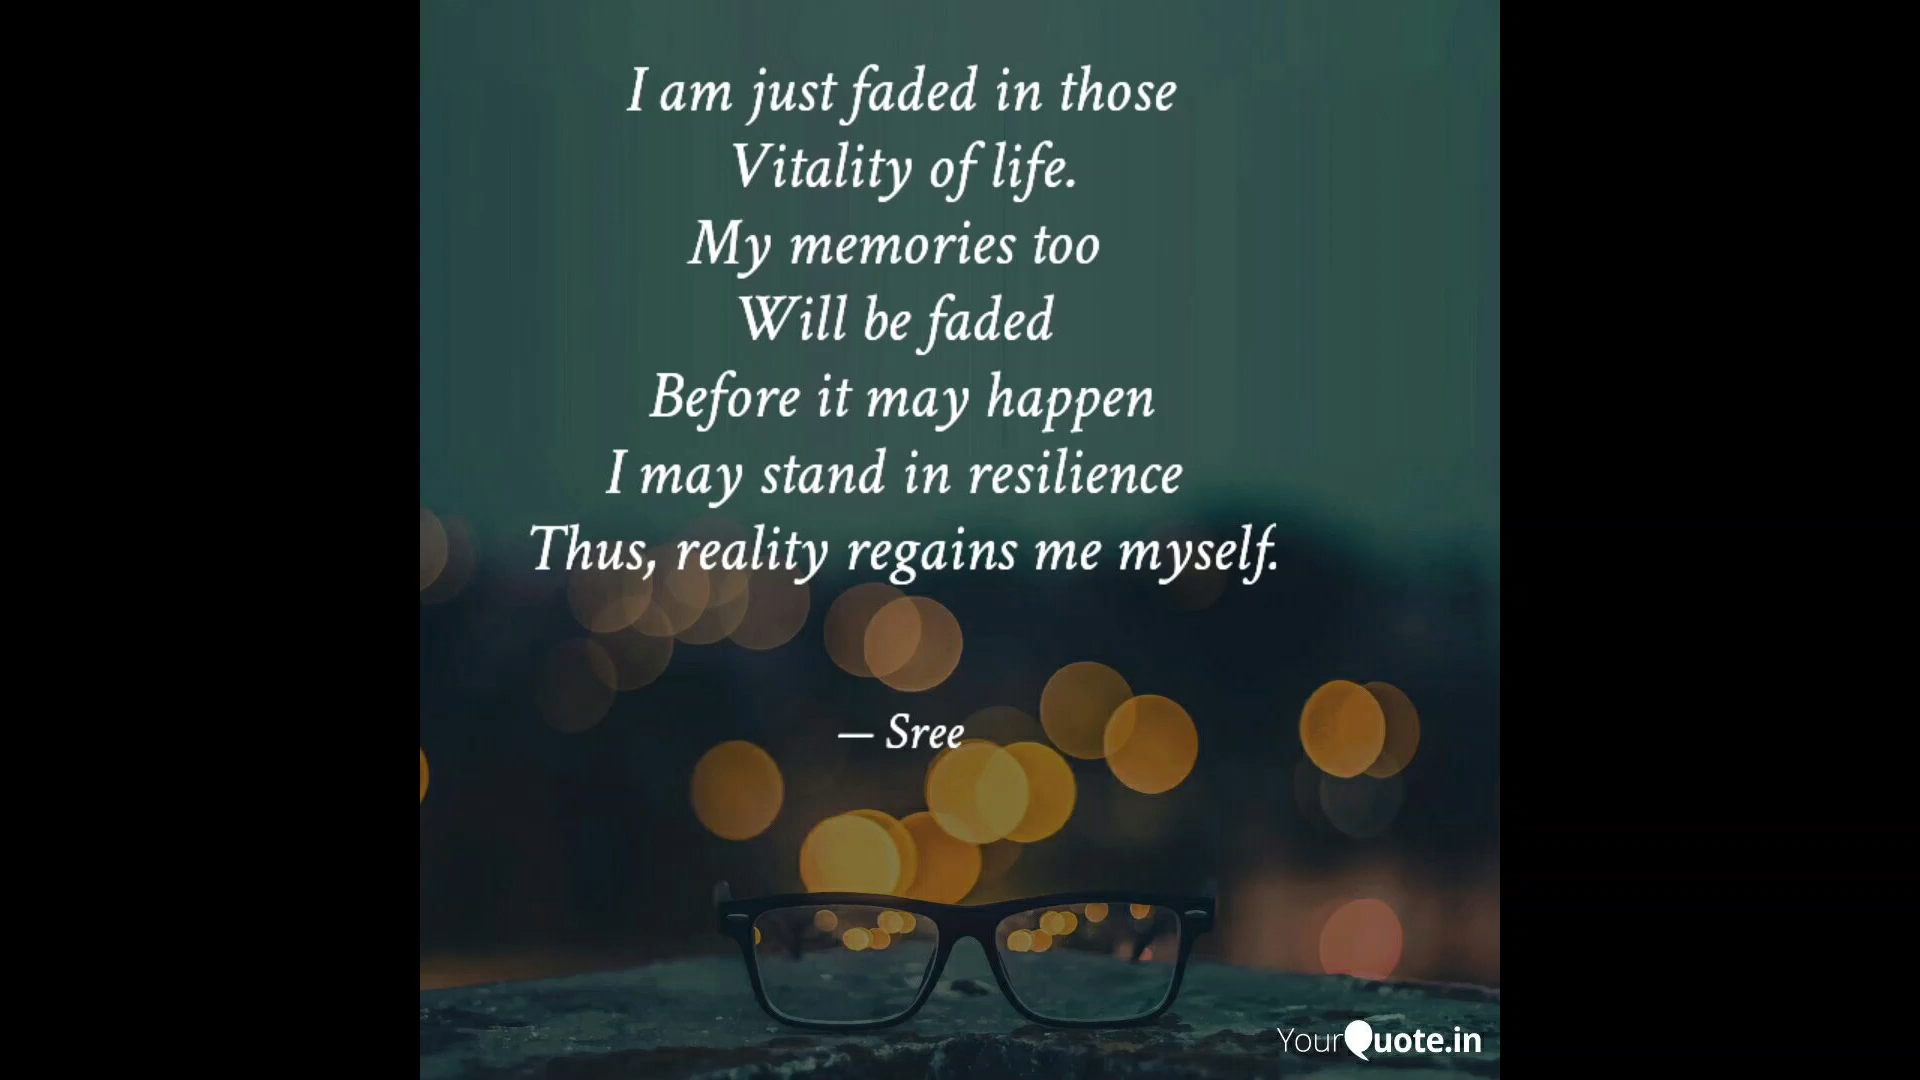 I am just faded in those
Vitality of life.
My memories too
Will be faded
Before it may happen
I may stand in resilience
Thus, reality regains me myself.
— Sree
YourQuote.in